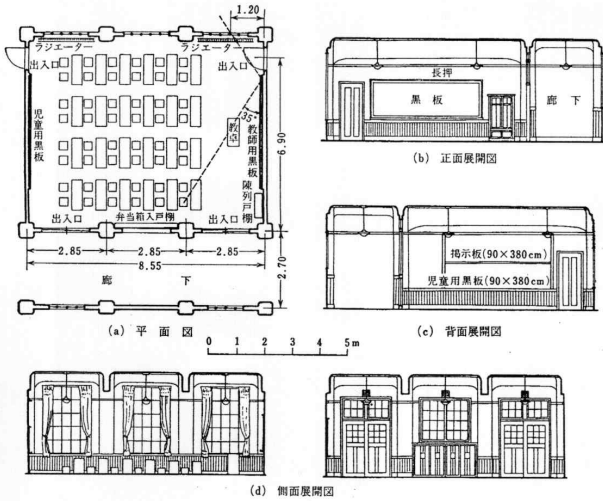 1.20
ラジエーター
ラジエーター
出入口
出入口
児童用黒板
35°
教卓
教師用黒板
陳列戸棚
6.90
出入口
弁当箱入戸棚
出入口
2.85
2.85
2.85
8.55
2.70
廊 下
(a) 平面図
長押
黒板
廊下
(b) 正面展開図
掲示板(90×380cm)
児童用黒板(90×380cm)
(c) 背面展開図
0 1 2 3 4 5m
(d) 側面展開図